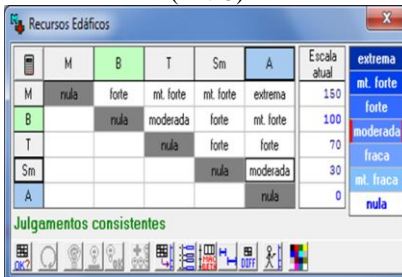 Recursos Edáficos
M B T Sm A Escala atual extrema
M nula forte mt. forte mt. forte extrema 150 mt. forte
B nula moderada forte forte 100 forte
T nula forte forte 70 moderada
Sm nula moderada 30 fraca
A nula 0 mt. fraca
nula
Julgamentos consistentes
OK?
MAC BETH
DIFF